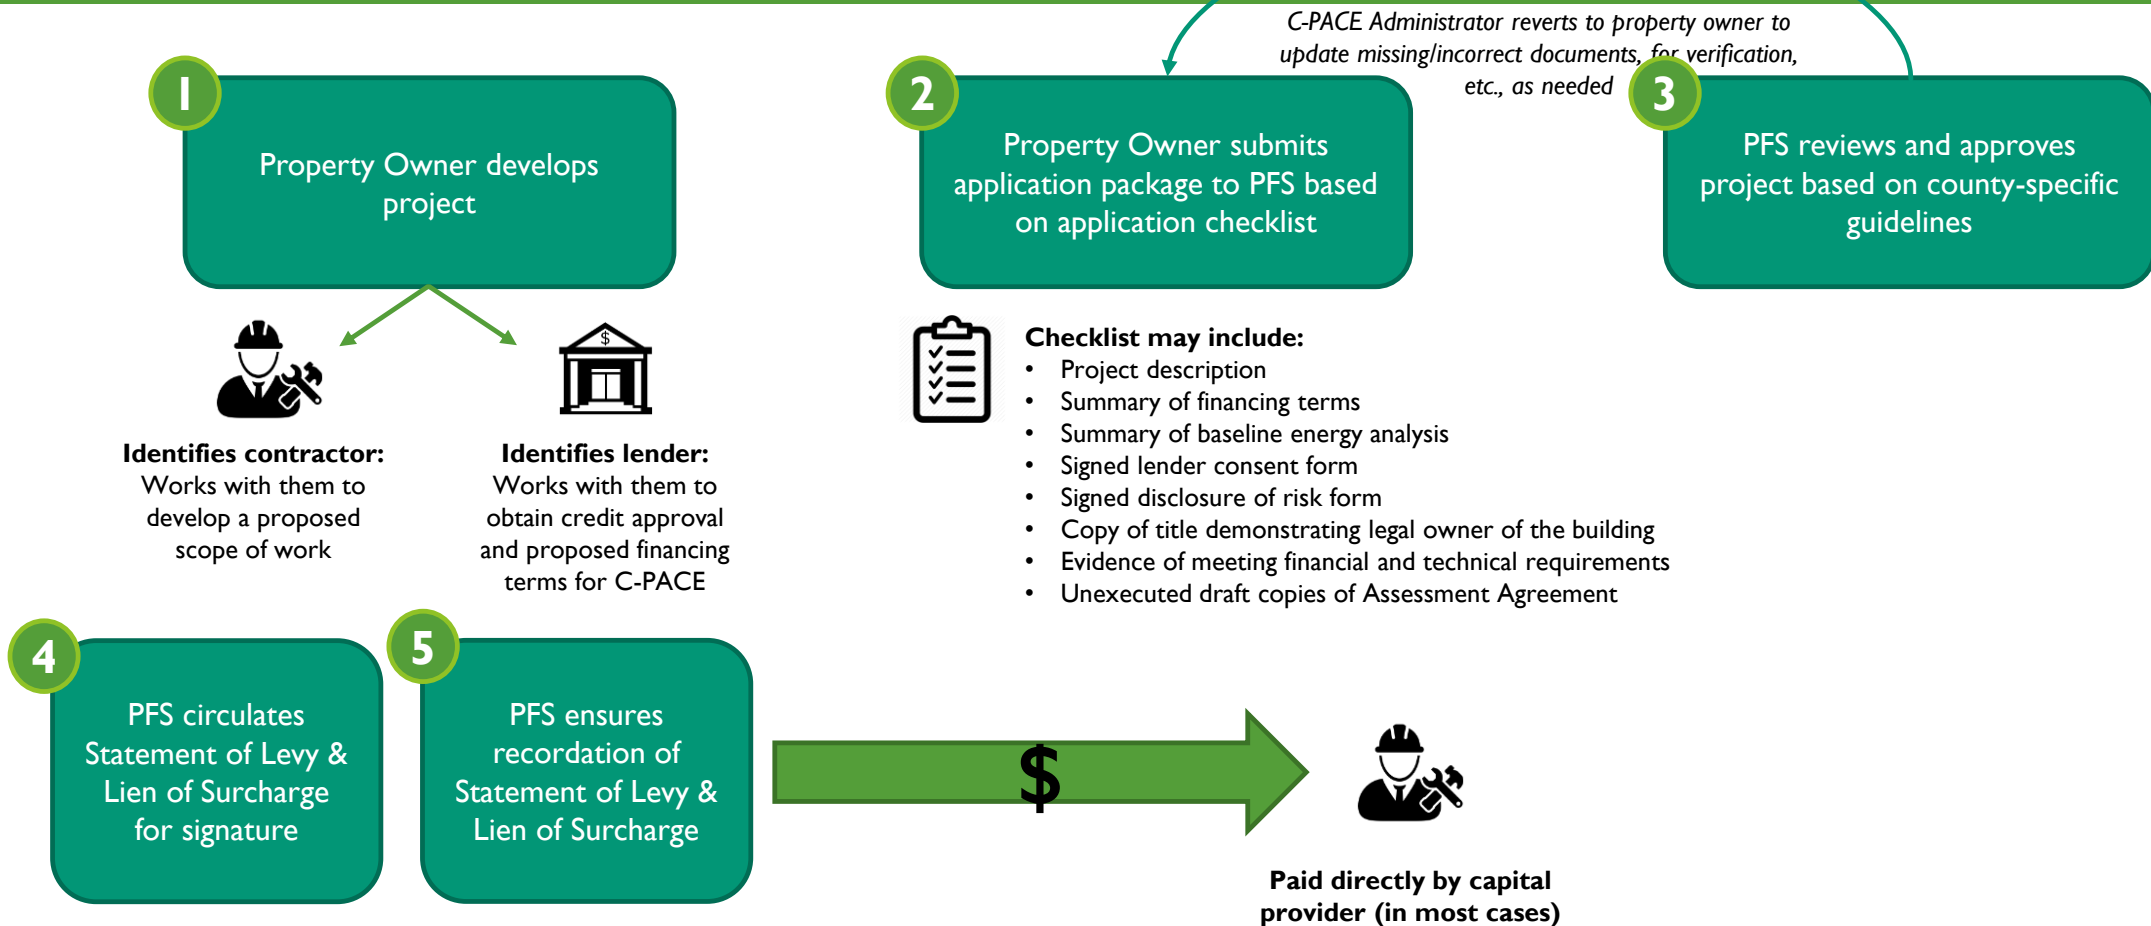 C-PACE Administrator reverts to property owner to
update missing/incorrect documents, for verification,
etc., as needed
1
Property Owner develops
project
2
Property Owner submits
application package to PFS based
on application checklist
3
PFS reviews and approves
project based on county-specific
guidelines
$
Identifies contractor:
Works with them to
develop a proposed
scope of work
Identifies lender:
Works with them to
obtain credit approval
and proposed financing
terms for C-PACE
Checklist may include:
• Project description
• Summary of financing terms
• Summary of baseline energy analysis
• Signed lender consent form
• Signed disclosure of risk form
• Copy of title demonstrating legal owner of the building
• Evidence of meeting financial and technical requirements
• Unexecuted draft copies of Assessment Agreement
4
PFS circulates
Statement of Levy &
Lien of Surcharge
for signature
5
PFS ensures
recordation of
Statement of Levy &
Lien of Surcharge
$
Paid directly by capital
provider (in most cases)